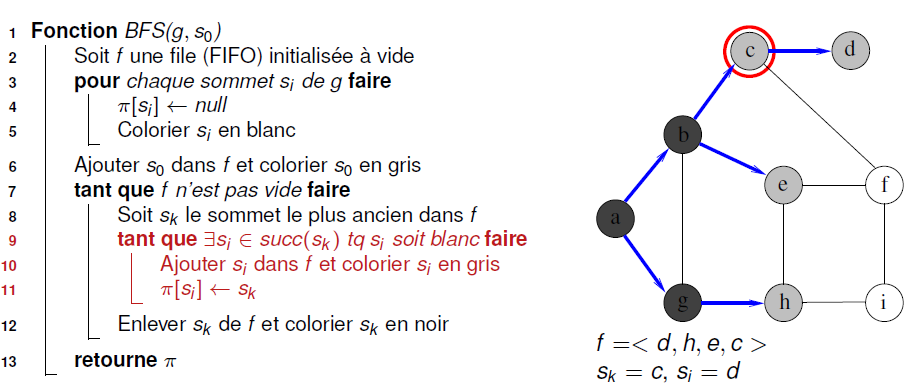 1 Fonction BFS(g, s₀)
2 Soit f une file (FIFO) initialisée à vide
3 pour chaque sommet sᵢ de g faire
4 π[sᵢ] ← null
5 Colorier sᵢ en blanc
6 Ajouter s₀ dans f et colorier s₀ en gris
7 tant que f n'est pas vide faire
8 Soit sₖ le sommet le plus ancien dans f
9 tant que ∃sᵢ ∈ succ(sₖ) tq sᵢ soit blanc faire
10 Ajouter sᵢ dans f et colorier sᵢ en gris
11 π[sᵢ] ← sₖ
12 Enlever sₖ de f et colorier sₖ en noir
13 retourne π
c d
b
e f
a
g h i
f =< d, h, e, c >
sₖ = c, sᵢ = d